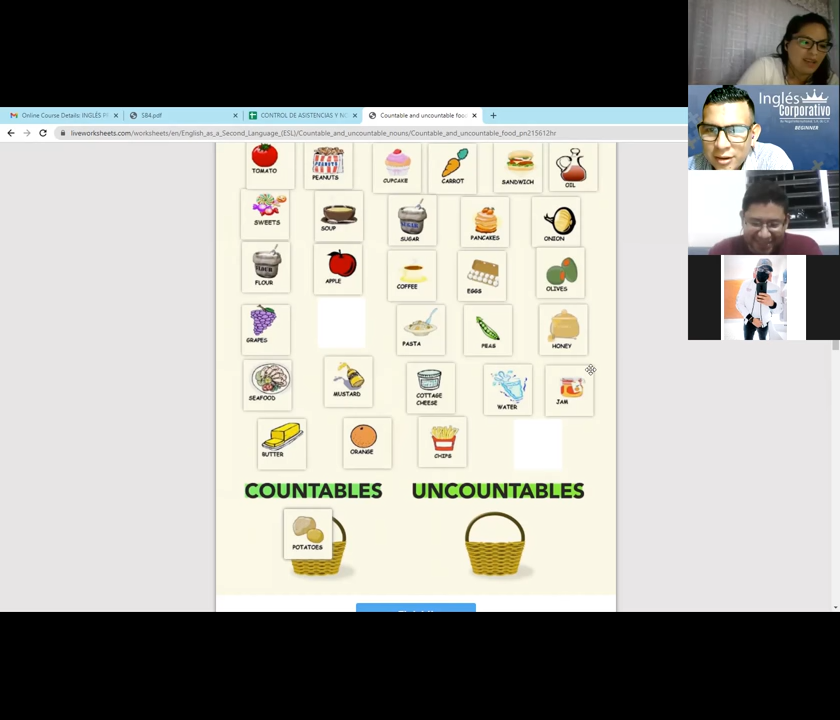 Online Course Details: INGLÉS P
584.pdf
CONTROL DE ASISTENCIAS Y NO
Countable and uncountable food
liveworksheets.com/worksheets/en/English_as_a_Second_Language_(ESL)/Countable_and_uncountable_nouns/Countable_and_uncountable_food_pn215612hr
Inglés
Corporativo
BEGINNER
TOMATO
PEANUTS
CUPCAKE
CARROT
SANDWICH
OIL
SWEETS
SOUP
SUGAR
PANCAKES
ONION
FLOUR
APPLE
COFFEE
EGGS
OLIVES
GRAPES
PASTA
PEAS
HONEY
SEAFOOD
MUSTARD
COTTAGE
CHEESE
WATER
JAM
BUTTER
ORANGE
CHIPS
COUNTABLES
UNCOUNTABLES
POTATOES